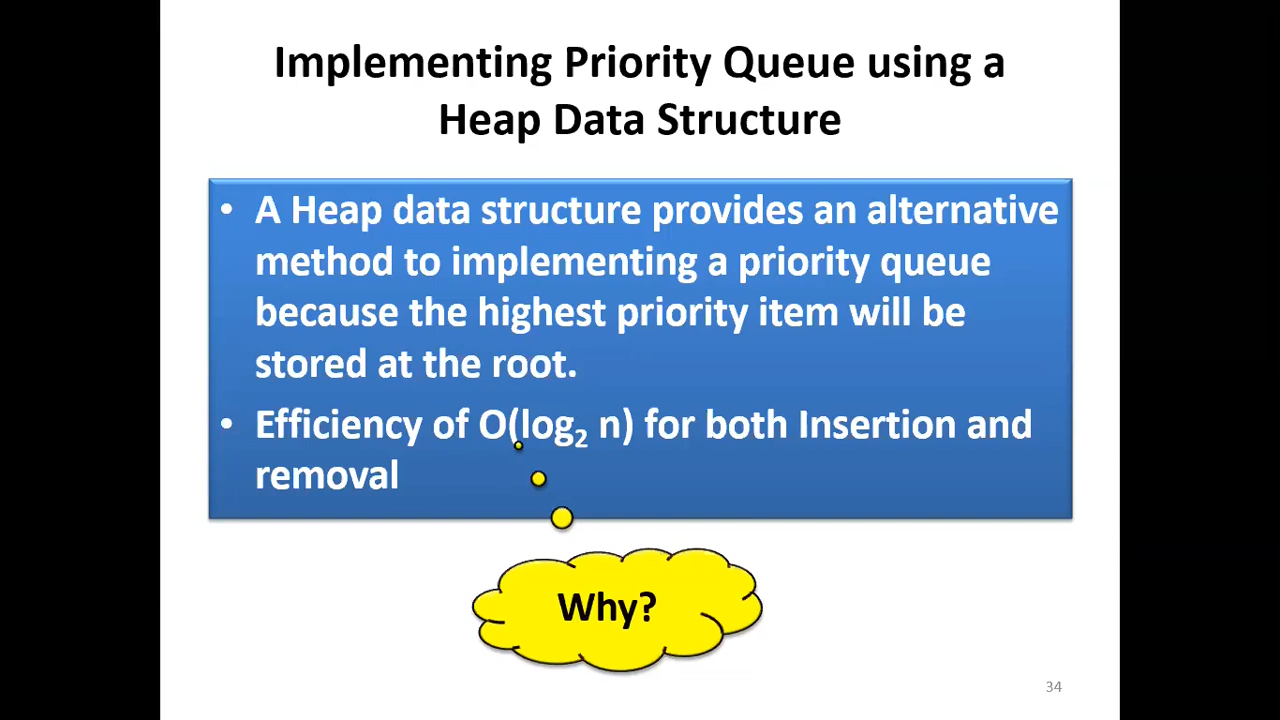 Implementing Priority Queue using a
Heap Data Structure
• A Heap data structure provides an alternative
method to implementing a priority queue
because the highest priority item will be
stored at the root.
• Efficiency of O(log₂ n) for both Insertion and
removal
Why?
34